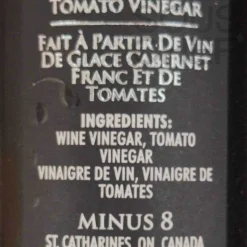 TOMATO VINEGAR
FAIT À PARTIR DE VIN
DE GLACE CABERNET
FRANC ET DE
TOMATES
INGREDIENTS:
WINE VINEGAR, TOMATO
VINEGAR
VINAIGRE DE VIN, VINAIGRE DE
TOMATES
MINUS 8
ST. CATHARINES, ON, CANADA